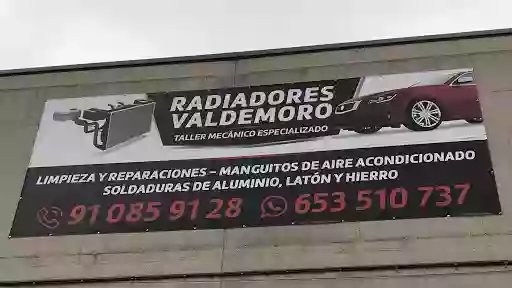 RADIADORES
VALDEMORO
TALLER MECÁNICO ESPECIALIZADO
LIMPIEZA Y REPARACIONES – MANGUITOS DE AIRE ACONDICIONADO
SOLDADURAS DE ALUMINIO, LATÓN Y HIERRO
91 085 91 28 653 510 737